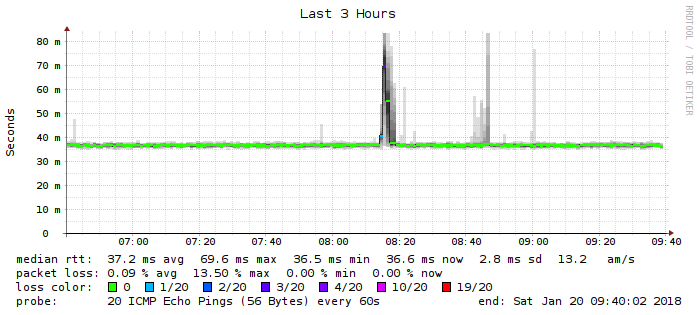 Last 3 Hours
RRDTOOL / TOBI OETIKER
Seconds
80 m
70 m
60 m
50 m
40 m
30 m
20 m
10 m
0
07:00 07:20 07:40 08:00 08:20 08:40 09:00 09:20 09:40
median rtt: 37.2 ms avg 69.6 ms max 36.5 ms min 36.6 ms now 2.8 ms sd 13.2 am/s
packet loss: 0.09 % avg 13.50 % max 0.00 % min 0.00 % now
loss color: 0 1/20 2/20 3/20 4/20 10/20 19/20
probe: 20 ICMP Echo Pings (56 Bytes) every 60s end: Sat Jan 20 09:40:02 2018